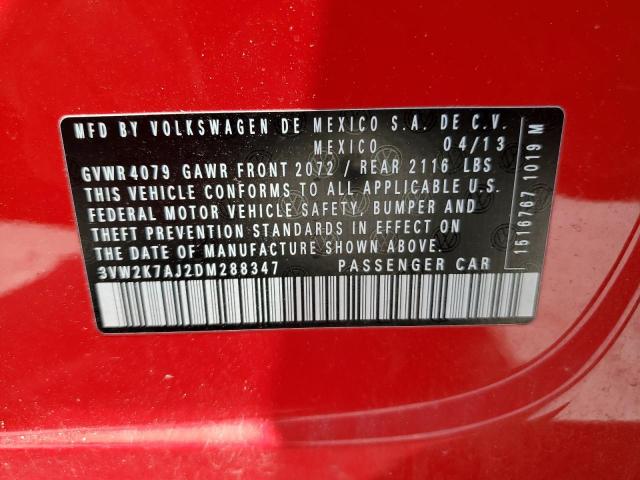 MFD BY VOLKSWAGEN DE MEXICO S.A. DE C.V.
MEXICO 04/13
GVWR4079 GAWR FRONT 2072 / REAR 2116 LBS
THIS VEHICLE CONFORMS TO ALL APPLICABLE U.S.
FEDERAL MOTOR VEHICLE SAFETY, BUMPER AND
THEFT PREVENTION STANDARDS IN EFFECT ON
THE DATE OF MANUFACTURE SHOWN ABOVE.
3VW2K7AJ2DM288347 PASSENGER CAR
1516767 1019 M